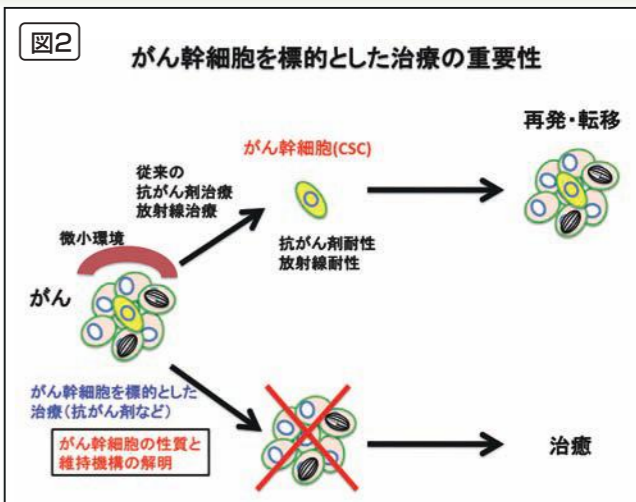 図2
がん幹細胞を標的とした治療の重要性
再発・転移
がん幹細胞(CSC)
従来の
抗がん剤治療
放射線治療
抗がん剤耐性
放射線耐性
微小環境
がん
がん幹細胞を標的とした
治療(抗がん剤など)
がん幹細胞の性質と
維持機構の解明
治癒